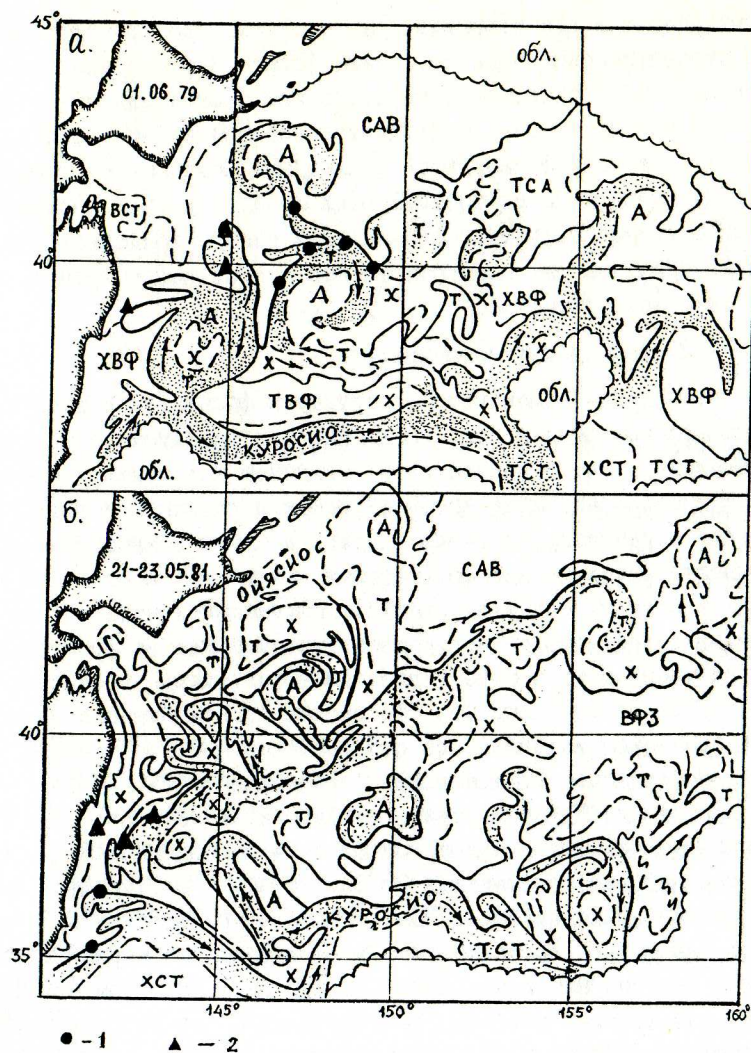 45°
а.
обл.
01.06.79
А
САВ
ТСА
ВСТ
Т
Т
А
40°
Т
А
Х
Т
Х
ХВФ
А
Х
ХВФ
Т
Х
Т
Х
обл.
ТВФ
Х
Х
ХВФ
КУРОСИО
обл.
ТСТ
ХСТ
ТСТ
б.
А
21-23.05.81
ОЙЯСИО
САВ
А
Т
Х
Т
Т
Т
Т
Х
Т
А
Х
Х
Х
ВФЗ
40°
Х
Т
Т
Х
Х
А
Т
Т
Х
А
КУРОСИО
Х
Х
35°
ТСТ
ХСТ
Х
145°
150°
155°
160°
● - 1
▲ - 2